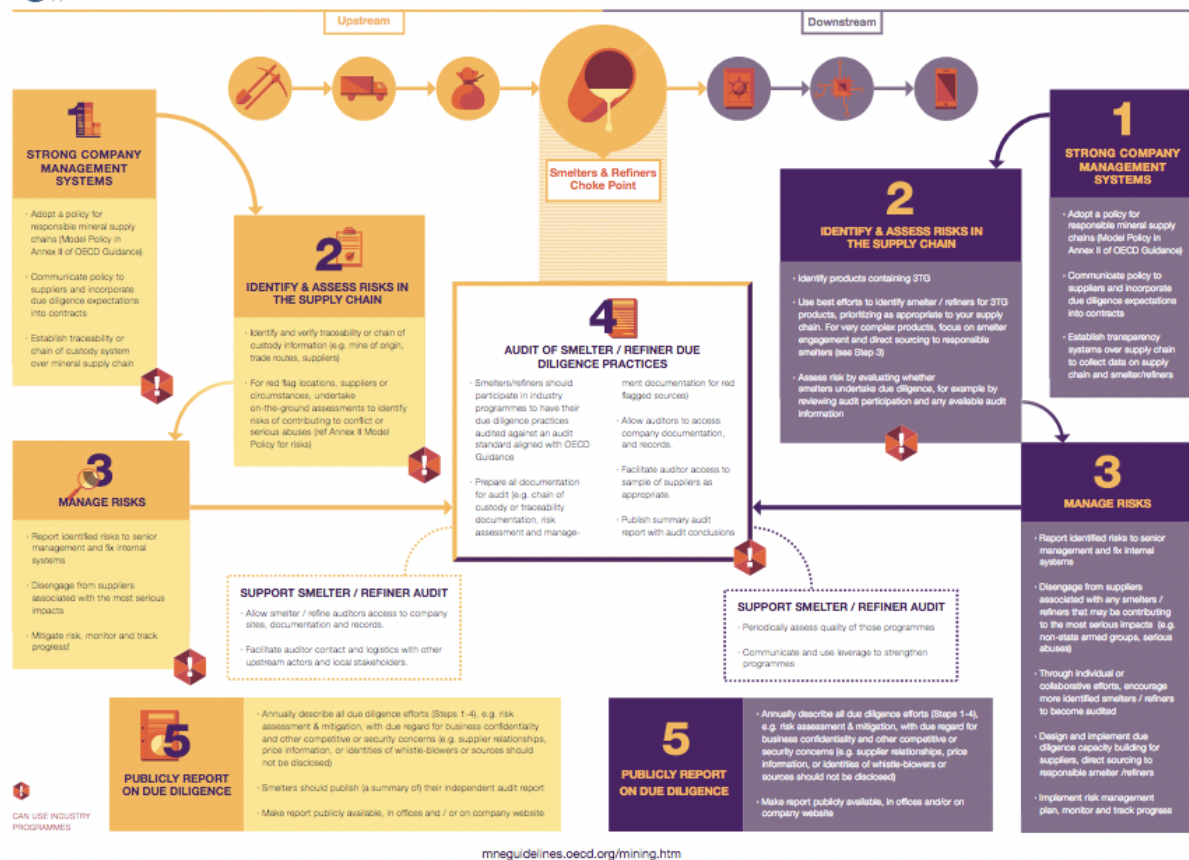 Upstream
Downstream
Smelters & Refiners
Choke Point
1
STRONG COMPANY
MANAGEMENT
SYSTEMS
· Adopt a policy for
responsible mineral supply
chains (Model Policy in
Annex II of OECD Guidance)
· Communicate policy to
suppliers and incorporate
due diligence expectations
into contracts
· Establish traceability or
chain of custody system
over mineral supply chain
2
IDENTIFY & ASSESS RISKS IN
THE SUPPLY CHAIN
· Identify and verify traceability or chain of
custody information (e.g. mine of origin,
trade routes, suppliers)
· For red flag locations, suppliers or
circumstances, undertake
on-the-ground assessments to identify
risks of contributing to conflict or
serious abuses (ref Annex II Model
Policy for risks)
3
MANAGE RISKS
· Report identified risks to senior
management and fix internal
systems
· Disengage from suppliers
associated with the most serious
impacts
· Mitigate risk, monitor and track
progress!
4
AUDIT OF SMELTER / REFINER DUE
DILIGENCE PRACTICES
· Smelters/refiners should
participate in industry
programmes to have their
due diligence practices
audited against an audit
standard aligned with OECD
Guidance
· Prepare all documentation
for audit (e.g. chain of
custody or traceability
documentation, risk
assessment and manage-
ment documentation for red
flagged sources)
· Allow auditors to access
company documentation,
and records.
· Facilitate auditor access to
sample of suppliers as
appropriate.
· Publish summary audit
report with audit conclusions
SUPPORT SMELTER / REFINER AUDIT
· Allow smelter / refine auditors access to company
sites, documentation and records.
· Facilitate auditor contact and logistics with other
upstream actors and local stakeholders.
5
PUBLICLY REPORT
ON DUE DILIGENCE
· Annually describe all due diligence efforts (Steps 1-4), e.g. risk
assessment & mitigation, with due regard for business confidentiality
and other competitive or security concerns (e.g. supplier relationships,
price information, or identities of whistle-blowers or sources should
not be disclosed)
· Smelters should publish (a summary of) their independent audit report
· Make report publicly available, in offices and / or on company website
1
STRONG COMPANY
MANAGEMENT
SYSTEMS
· Adopt a policy for
responsible mineral supply
chains (Model Policy in
Annex II of OECD Guidance)
· Communicate policy to
suppliers and incorporate
due diligence expectations
into contracts
· Establish transparency
systems over supply chain
to collect data on
supply chain and smelter/refiners
2
IDENTIFY & ASSESS RISKS IN
THE SUPPLY CHAIN
· Identify products containing 3TG
· Use best efforts to identify smelter / refiners for 3TG
products, prioritizing as appropriate to your supply
chain. For very complex products, focus on smelter
engagement and direct sourcing to responsible
smelters (see Step 3)
· Assess risk by evaluating whether
smelters undertake due diligence, for example by
reviewing audit participation and any available audit
information
3
MANAGE RISKS
· Report identified risks to senior
management and fix internal
systems
· Disengage from suppliers
associated with any smelters /
refiners that may be contributing
to the most serious impacts (e.g.
non-state armed groups, serious
abuses)
· Through individual or
collaborative efforts, encourage
more identified smelters / refiners
to become audited
· Design and implement due
diligence capacity building for
suppliers, direct sourcing to
responsible smelter /refiners
· Implement risk management
plan, monitor and track progress
SUPPORT SMELTER / REFINER AUDIT
· Periodically assess quality of those programmes
· Communicate and use leverage to strengthen
programmes
5
PUBLICLY REPORT
ON DUE DILIGENCE
· Annually describe all due diligence efforts (Steps 1-4),
e.g. risk assessment & mitigation, with due regard for
business confidentiality and other competitive or
security concerns (e.g. supplier relationships, price
information, or identities of whistle-blowers or
sources should not be disclosed)
· Make report publicly available, in offices and/or on
company website
CAN USE INDUSTRY
PROGRAMMES
mneguidelines.oecd.org/mining.htm